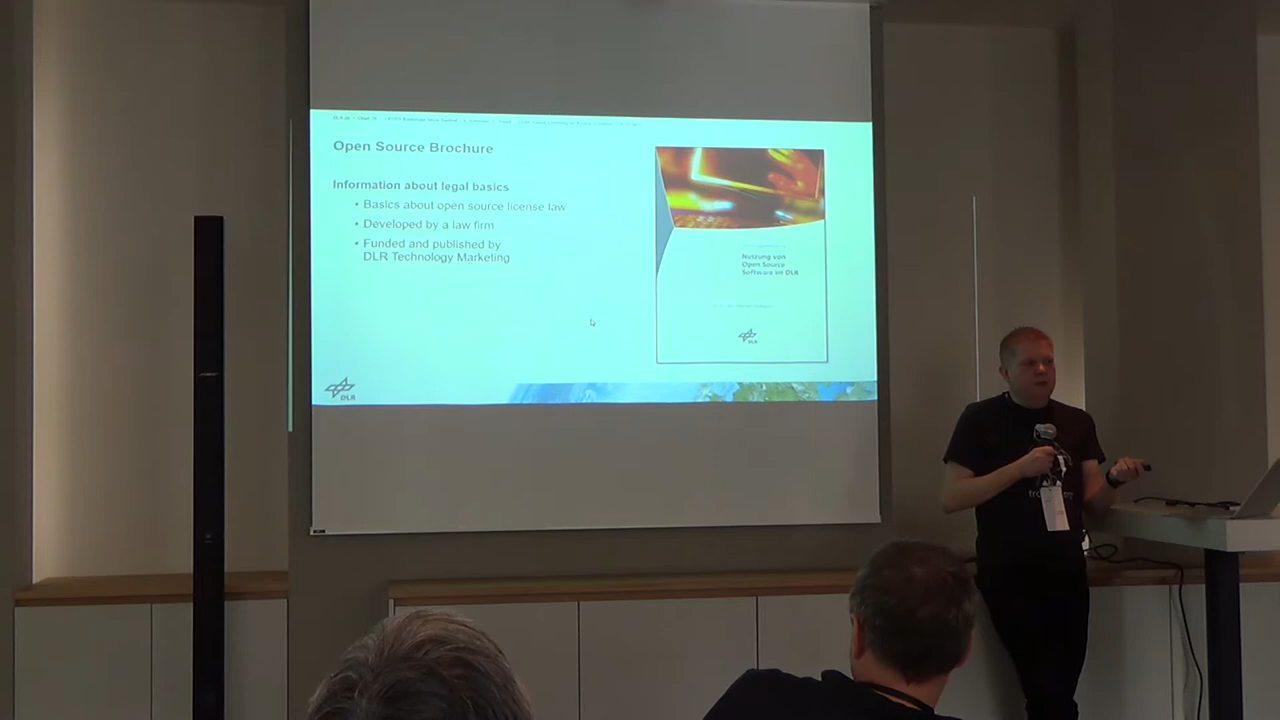 Open Source Brochure
Information about legal basics
• Basics about open source license law
• Developed by a law firm
• Funded and published by
DLR Technology Marketing
Nutzung von
Open Source
Software im DLR
DLR
DLR